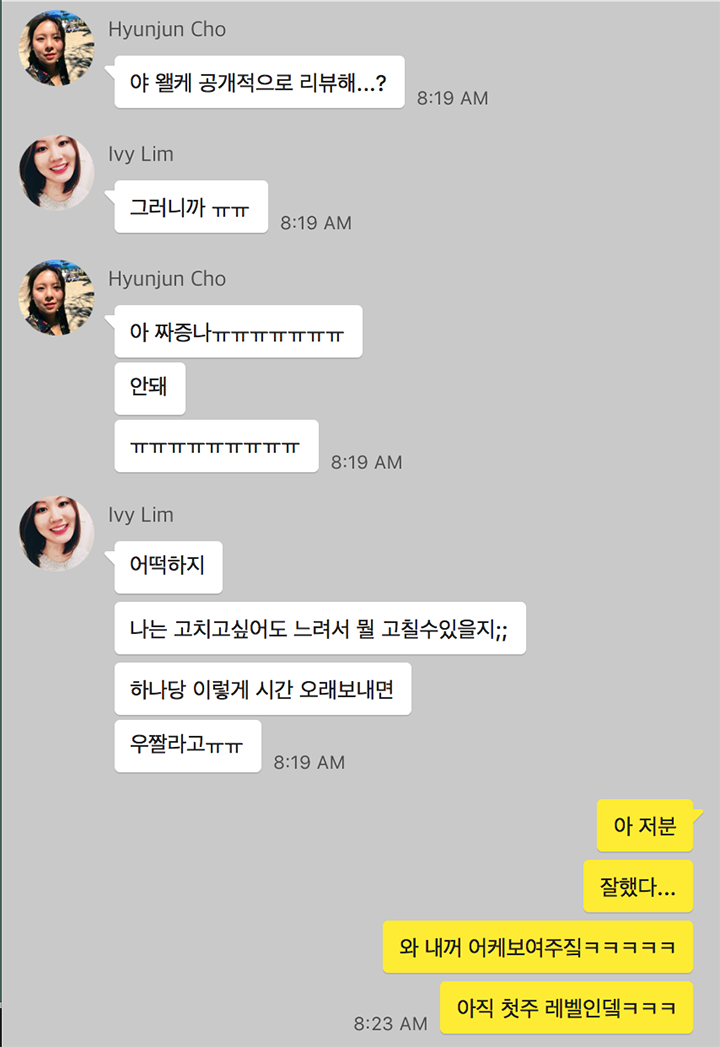 Hyunjun Cho
야 왤케 공개적으로 리뷰해...?
8:19 AM
Ivy Lim
그러니까 ㅠㅠ
8:19 AM
Hyunjun Cho
아 짜증나ㅠㅠㅠㅠㅠㅠㅠ
안돼
ㅠㅠㅠㅠㅠㅠㅠㅠㅠ
8:19 AM
Ivy Lim
어떡하지
나는 고치고싶어도 느려서 뭘 고칠수있을지;;
하나당 이렇게 시간 오래보내면
우짤라고ㅠㅠ
8:19 AM
아 저분
잘했다...
와 내꺼 어케보여주짘ㅋㅋㅋㅋㅋ
아직 첫주 레벨인뎈ㅋㅋㅋ
8:23 AM